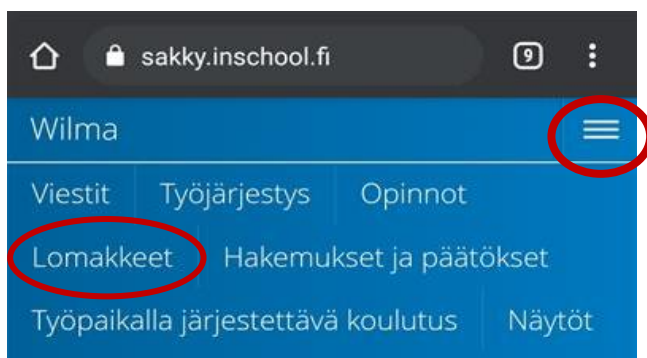 sakky.inschool.fi 9
Wilma
Viestit Työjärjestys Opinnot
Lomakkeet Hakemukset ja päätökset
Työpaikalla järjestettävä koulutus Näytöt